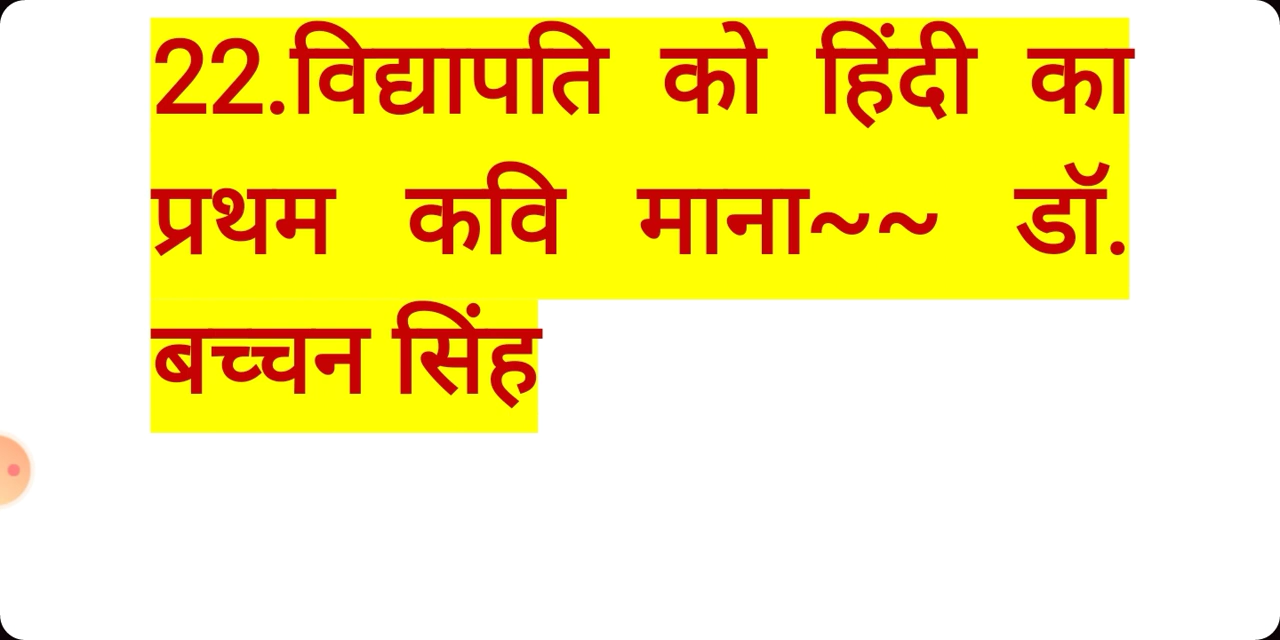 22.विद्यापति को हिंदी का
प्रथम कवि माना~~ डॉ.
बच्चन सिंह